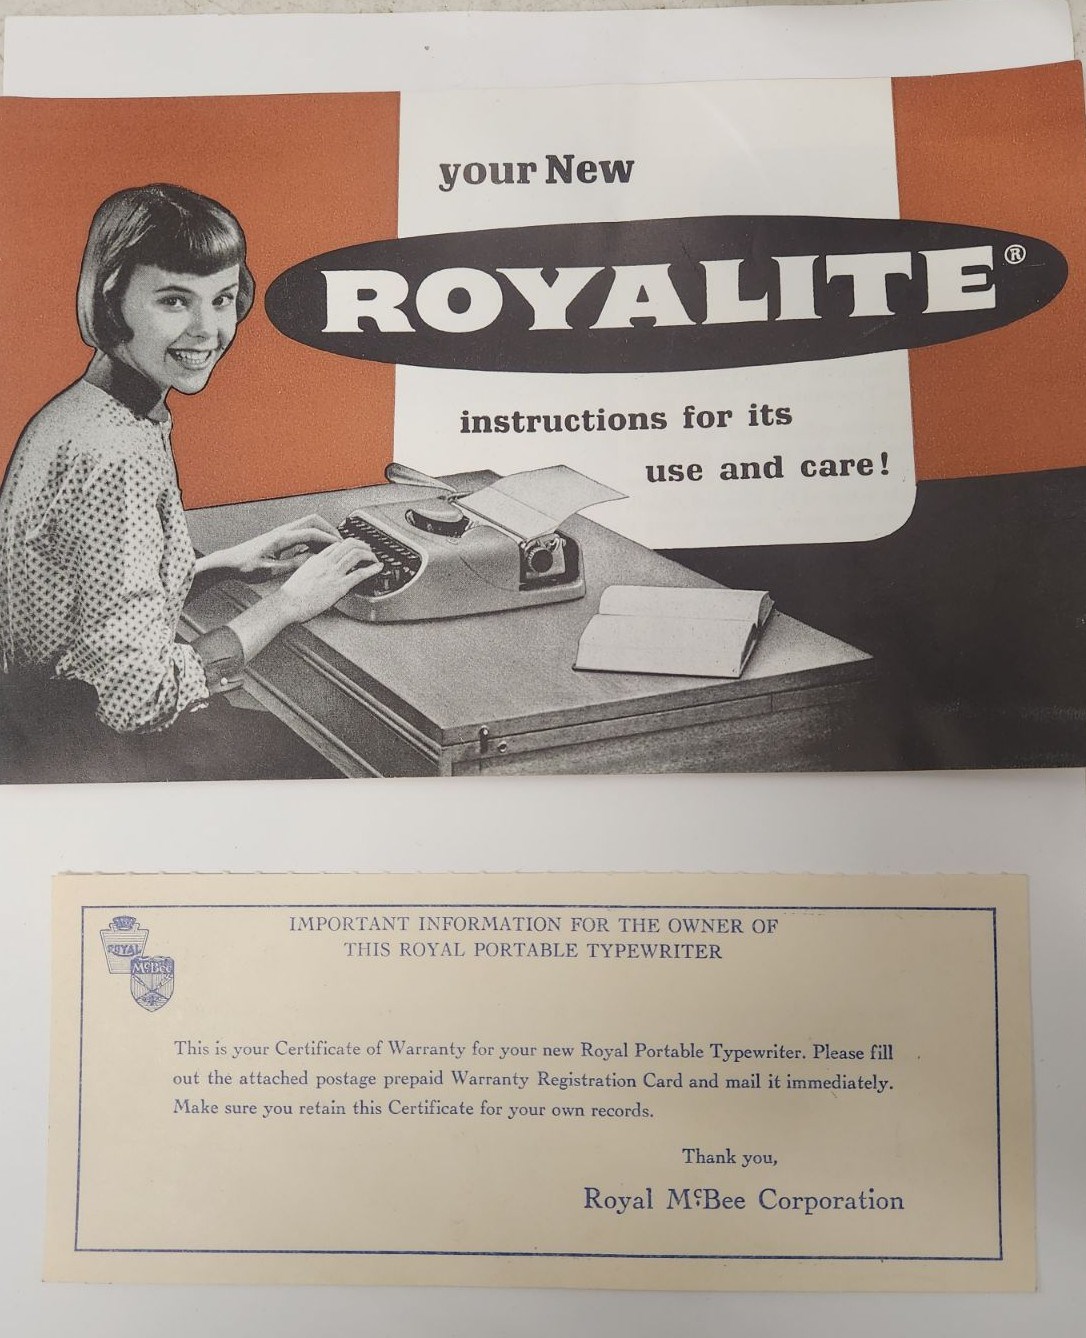 your New
ROYALITE®
instructions for its
use and care!
ROYAL
McBee
IMPORTANT INFORMATION FOR THE OWNER OF
THIS ROYAL PORTABLE TYPEWRITER
This is your Certificate of Warranty for your new Royal Portable Typewriter. Please fill
out the attached postage prepaid Warranty Registration Card and mail it immediately.
Make sure you retain this Certificate for your own records.
Thank you,
Royal McBee Corporation